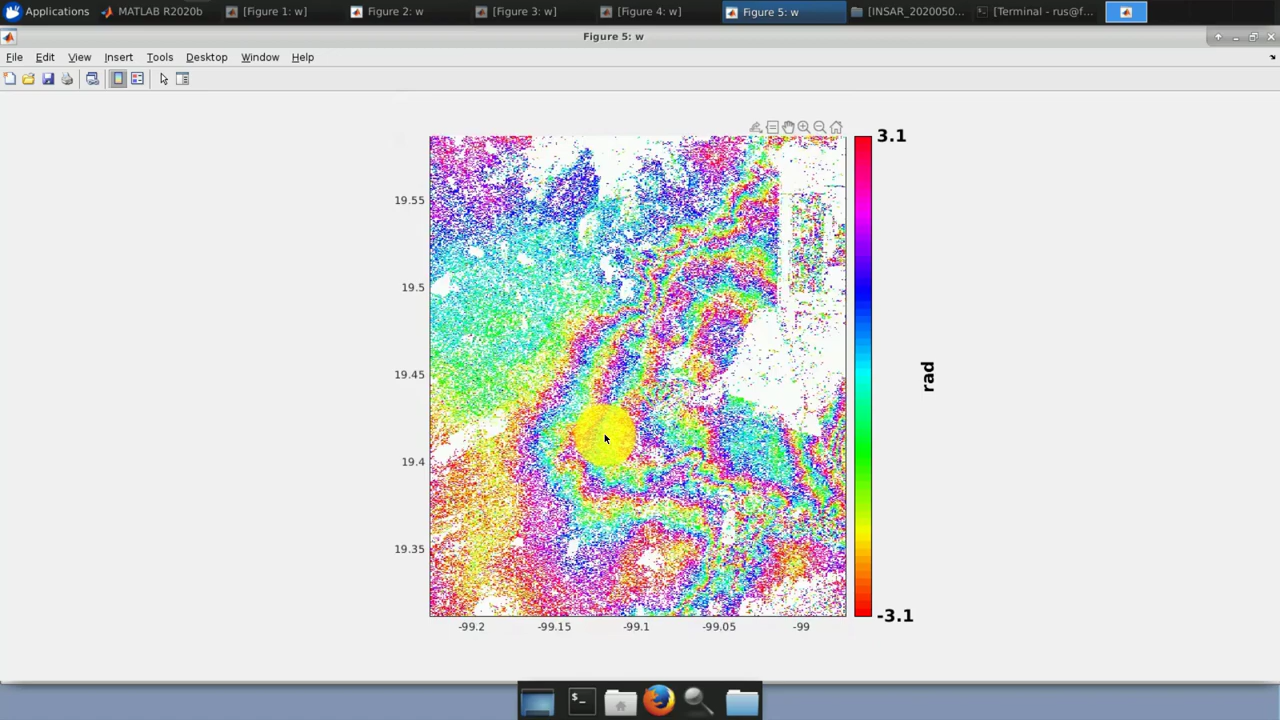 Applications
MATLAB R2020b
[Figure 1: w]
Figure 2: w
[Figure 3: w]
[Figure 4: w]
Figure 5: w
[INSAR_2020050...
[Terminal - rus@f...
Figure 5: w
File Edit View Insert Tools Desktop Window Help
3.1
19.55
19.5
19.45
rad
19.4
19.35
-3.1
-99.2 -99.15 -99.1 -99.05 -99
$_